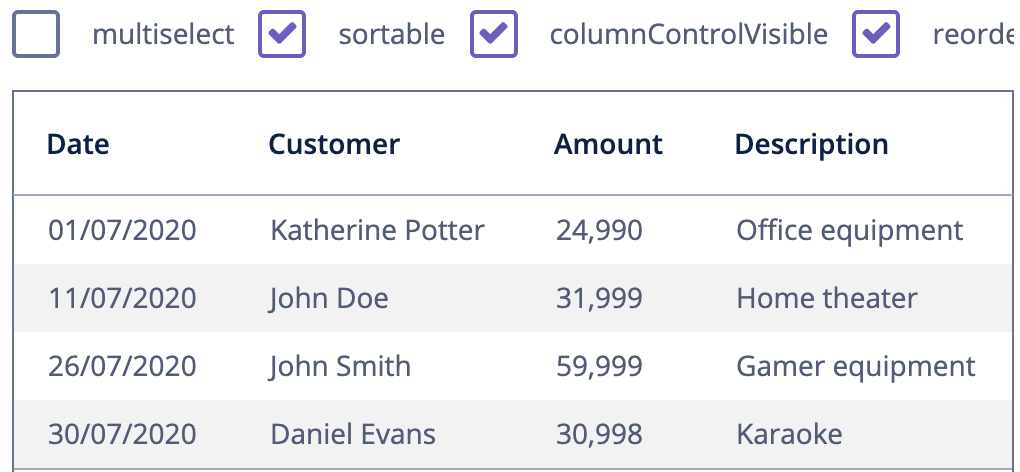 multiselect sortable columnControlVisible reorde
Date Customer Amount Description
01/07/2020 Katherine Potter 24,990 Office equipment
11/07/2020 John Doe 31,999 Home theater
26/07/2020 John Smith 59,999 Gamer equipment
30/07/2020 Daniel Evans 30,998 Karaoke